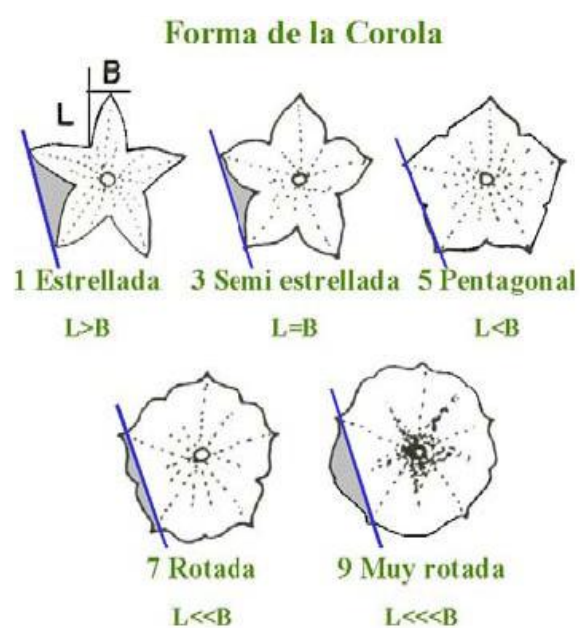 Forma de la Corola
B
L
1 Estrellada
3 Semi estrellada
5 Pentagonal
L>B
L=B
L<B
7 Rotada
9 Muy rotada
L<<B
L<<<B